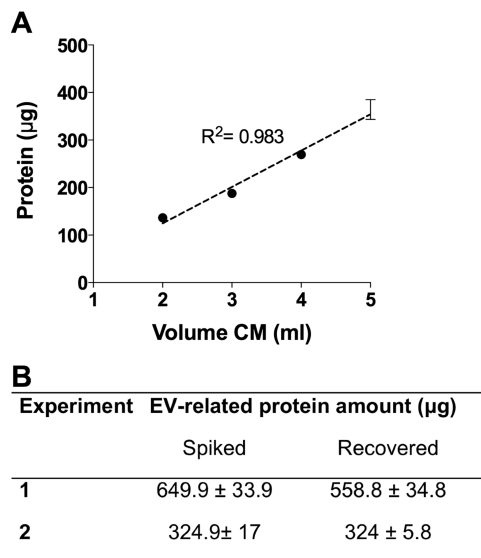 A
500
400
300
200
100
0
Protein (µg)
R²= 0.983
1 2 3 4 5
Volume CM (ml)
B
Experiment EV-related protein amount (µg)
Spiked Recovered
1 649.9 ± 33.9 558.8 ± 34.8
2 324.9± 17 324 ± 5.8